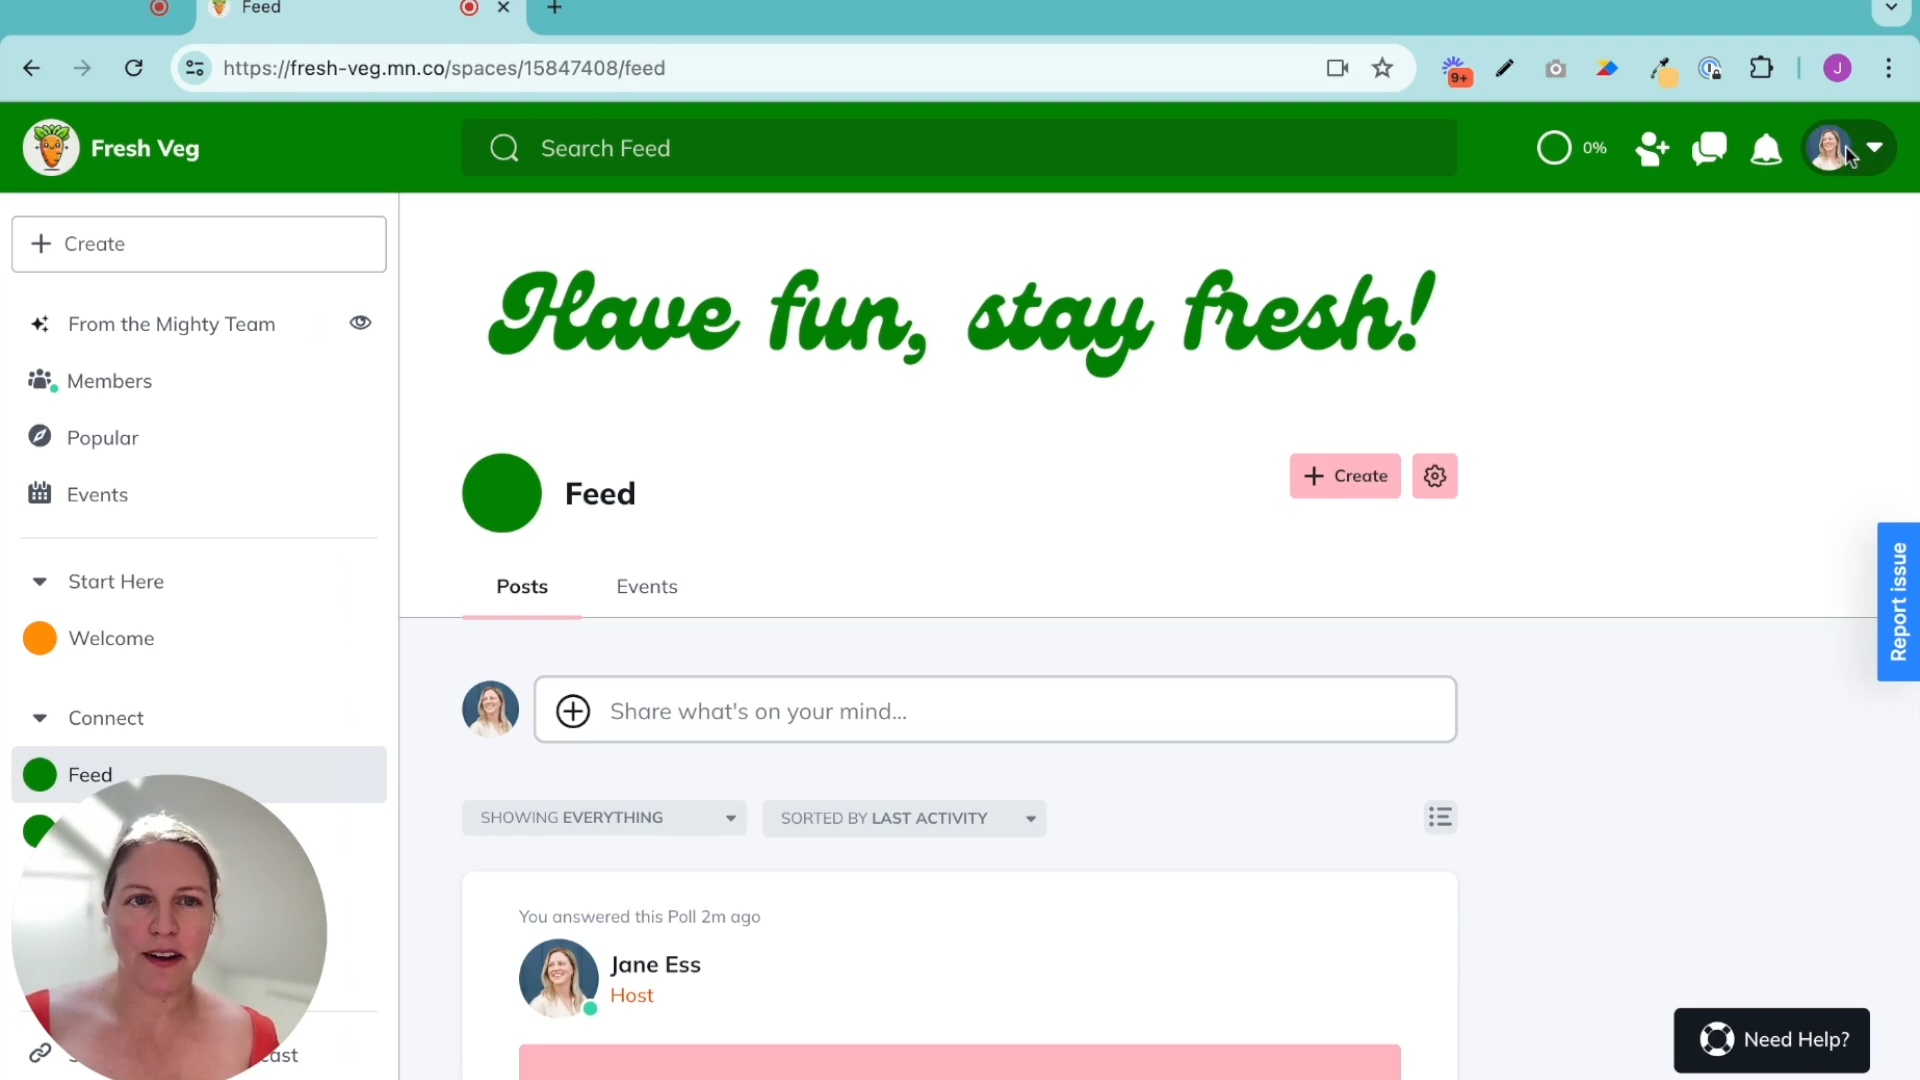 Feed
https://fresh-veg.mn.co/spaces/15847408/feed
9+
J
Fresh Veg
Search Feed
0%
Create
From the Mighty Team
Members
Popular
Events
Start Here
Welcome
Connect
Feed
Have fun, stay fresh!
Feed
Create
Posts
Events
Share what's on your mind...
SHOWING EVERYTHING
SORTED BY LAST ACTIVITY
You answered this Poll 2m ago
Jane Ess
Host
Report issue
Need Help?